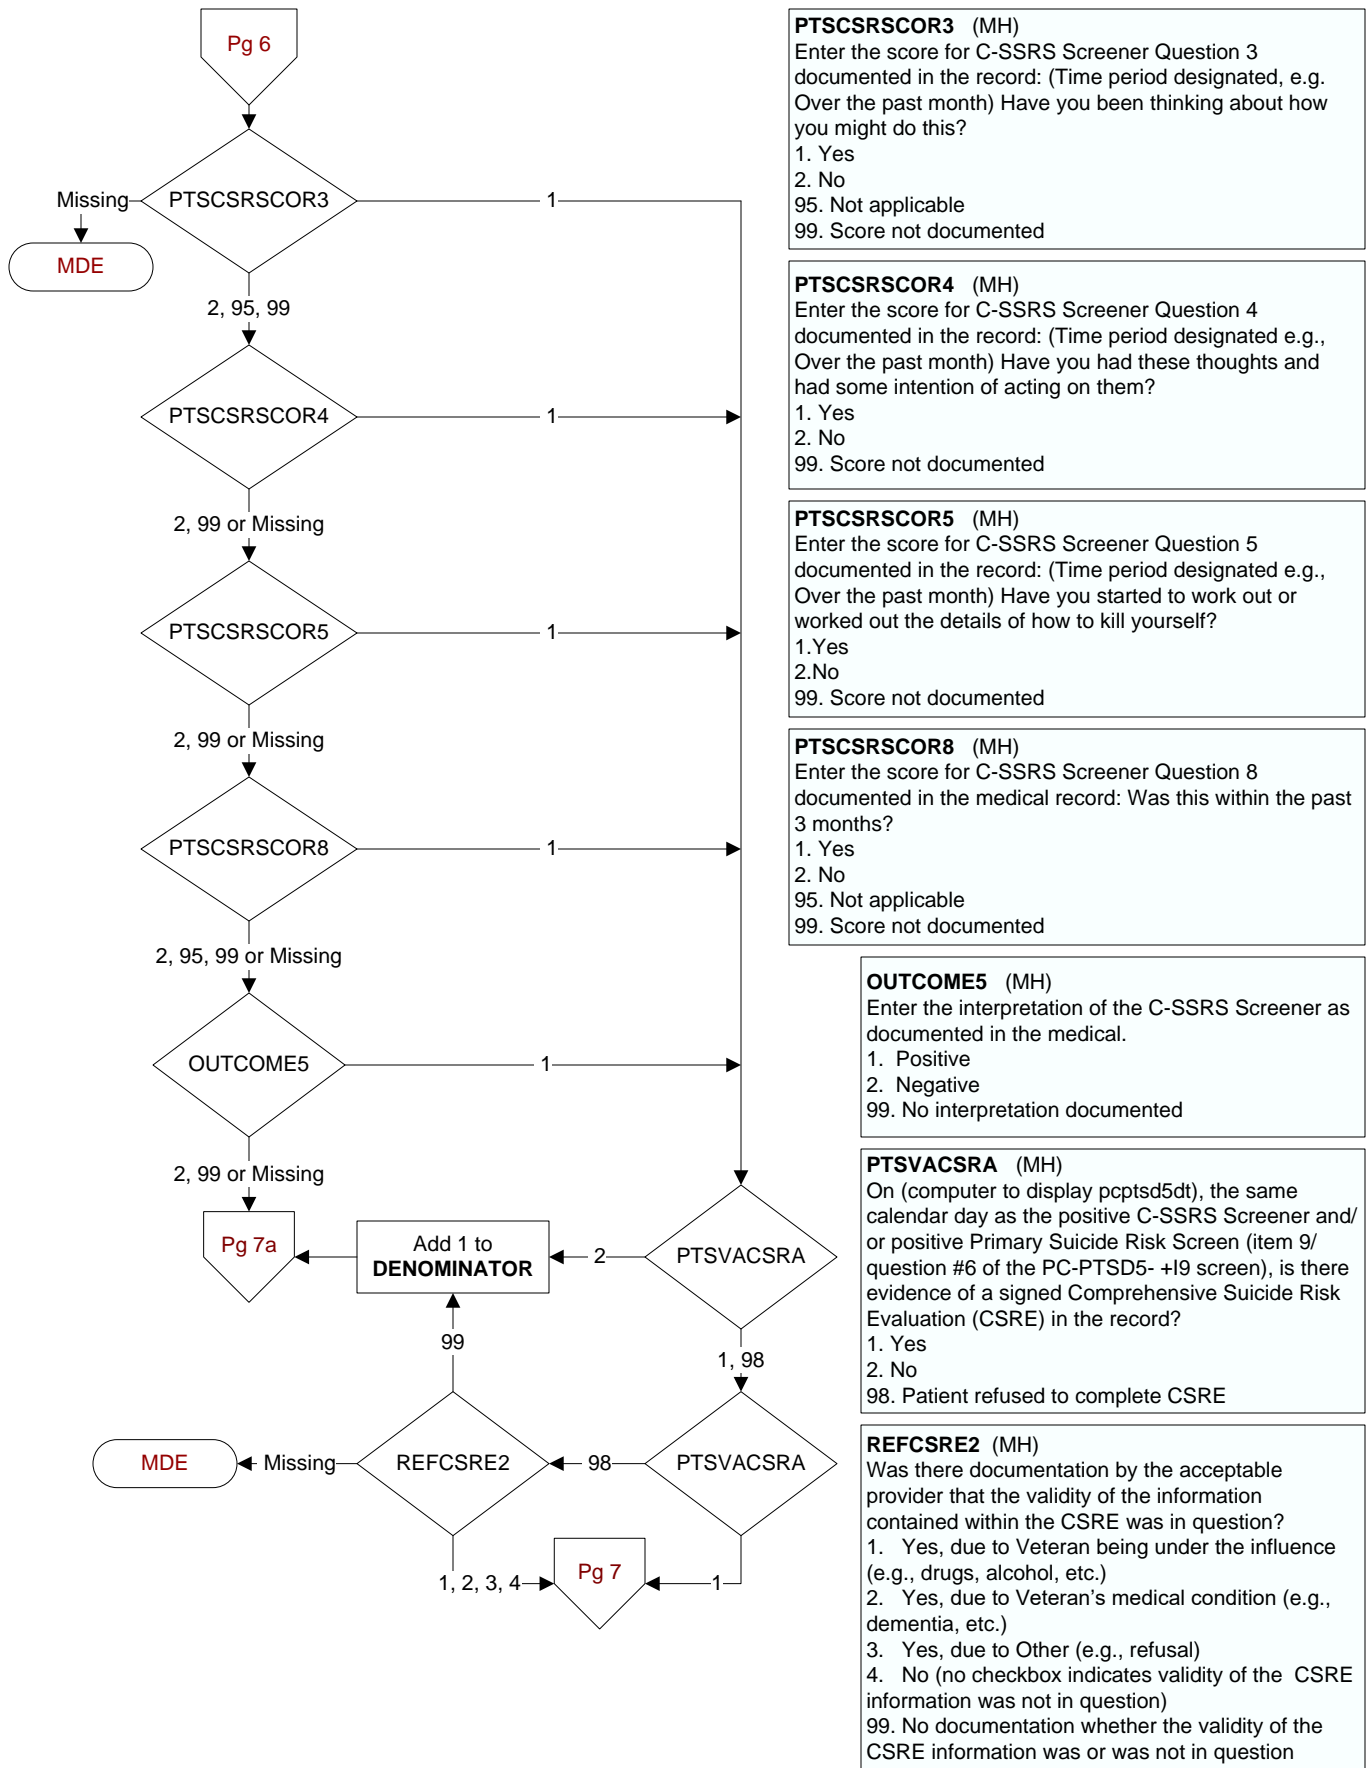 Pg 6
PTSCSRSCOR3
Missing
1
MDE
2, 95, 99
PTSCSRSCOR4
1
2, 99 or Missing
PTSCSRSCOR5
1
2, 99 or Missing
PTSCSRSCOR8
1
2, 95, 99 or Missing
OUTCOME5
1
2, 99 or Missing
Pg 7a
Add 1 to
DENOMINATOR
2
PTSVACSRA
99
1, 98
MDE
Missing
REFCSRE2
98
PTSVACSRA
1, 2, 3, 4
Pg 7
1
PTSCSRSCOR3 (MH)
Enter the score for C-SSRS Screener Question 3
documented in the record: (Time period designated, e.g.
Over the past month) Have you been thinking about how
you might do this?
1. Yes
2. No
95. Not applicable
99. Score not documented
PTSCSRSCOR4 (MH)
Enter the score for C-SSRS Screener Question 4
documented in the record: (Time period designated e.g.,
Over the past month) Have you had these thoughts and
had some intention of acting on them?
1. Yes
2. No
99. Score not documented
PTSCSRSCOR5 (MH)
Enter the score for C-SSRS Screener Question 5
documented in the record: (Time period designated e.g.,
Over the past month) Have you started to work out or
worked out the details of how to kill yourself?
1.Yes
2.No
99. Score not documented
PTSCSRSCOR8 (MH)
Enter the score for C-SSRS Screener Question 8
documented in the medical record: Was this within the past
3 months?
1. Yes
2. No
95. Not applicable
99. Score not documented
OUTCOME5 (MH)
Enter the interpretation of the C-SSRS Screener as
documented in the medical.
1. Positive
2. Negative
99. No interpretation documented
PTSVACSRA (MH)
On (computer to display pcptsd5dt), the same
calendar day as the positive C-SSRS Screener and/
or positive Primary Suicide Risk Screen (item 9/
question #6 of the PC-PTSD5- +I9 screen), is there
evidence of a signed Comprehensive Suicide Risk
Evaluation (CSRE) in the record?
1. Yes
2. No
98. Patient refused to complete CSRE
REFCSRE2 (MH)
Was there documentation by the acceptable
provider that the validity of the information
contained within the CSRE was in question?
1. Yes, due to Veteran being under the influence
(e.g., drugs, alcohol, etc.)
2. Yes, due to Veteran’s medical condition (e.g.,
dementia, etc.)
3. Yes, due to Other (e.g., refusal)
4. No (no checkbox indicates validity of the CSRE
information was not in question)
99. No documentation whether the validity of the
CSRE information was or was not in question